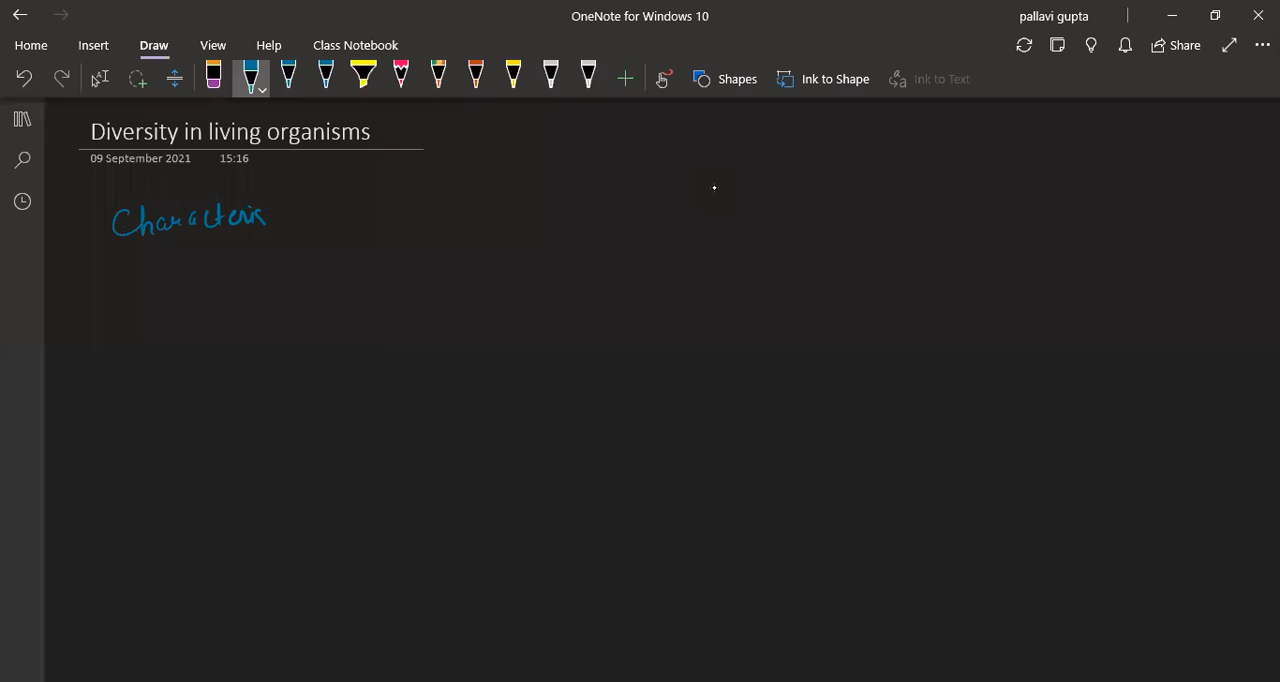 OneNote for Windows 10
pallavi gupta
Home Insert Draw View Help Class Notebook
Share
Shapes Ink to Shape Ink to Text
Diversity in living organisms
09 September 2021 15:16
Characteris